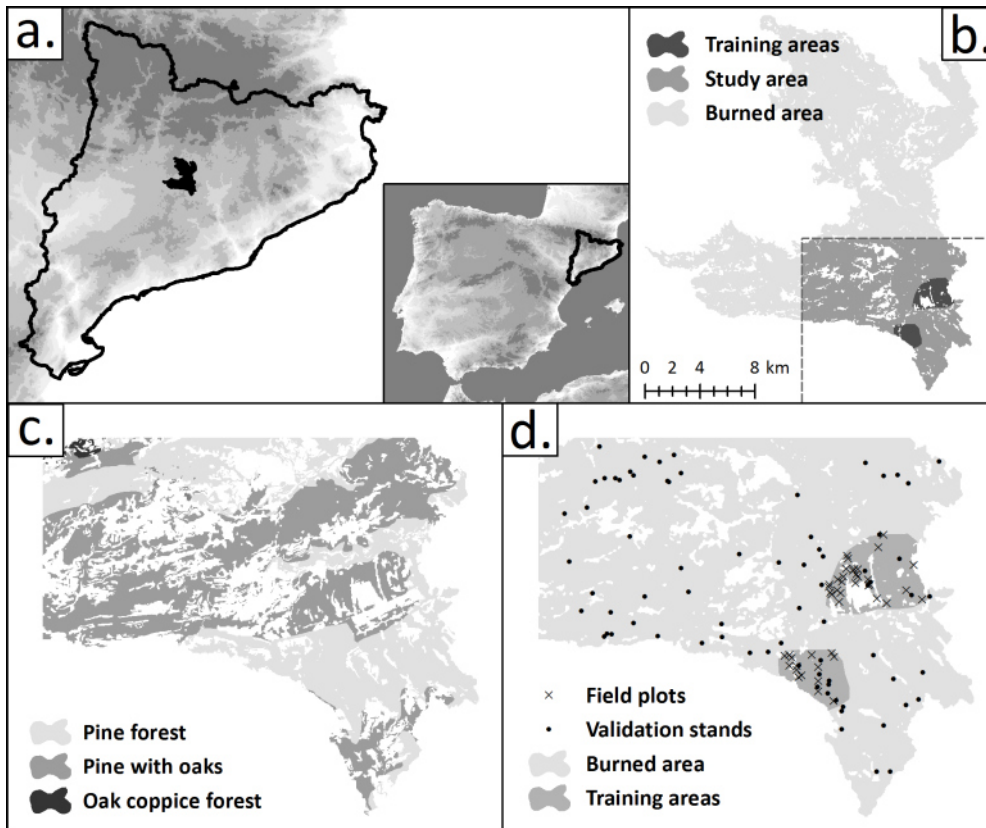 a.
b.
Training areas
Study area
Burned area
0 2 4 8 km
c.
Pine forest
Pine with oaks
Oak coppice forest
d.
Field plots
Validation stands
Burned area
Training areas